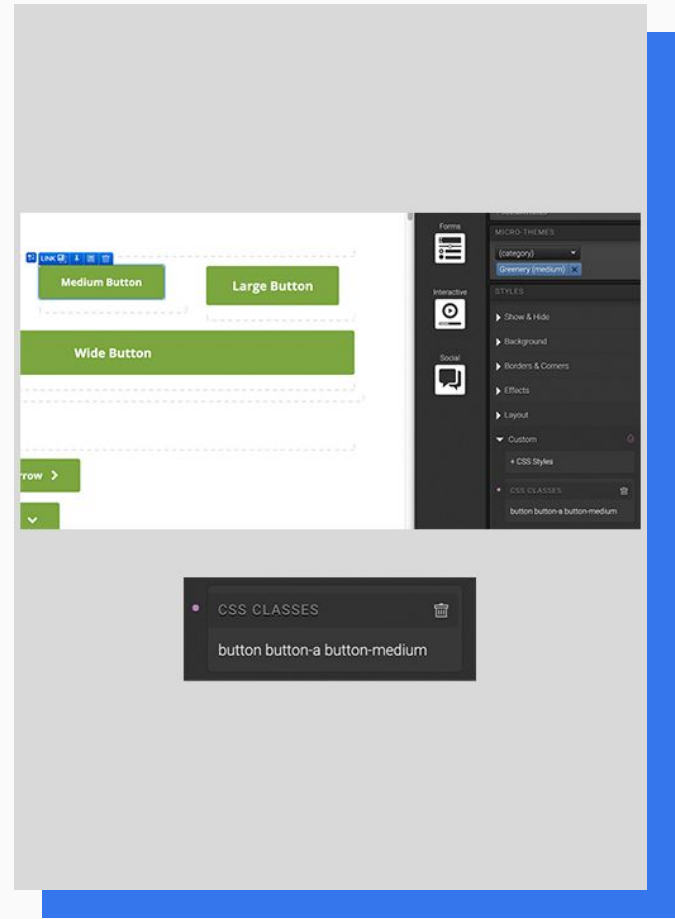 LINK
Medium Button
Large Button
Wide Button
row
Forms
Interactive
Social
MICRO-THEMES
(category)
Greenery (medium)
STYLES
Show & Hide
Background
Borders & Corners
Effects
Layout
Custom
+ CSS Styles
CSS CLASSES
button button-a button-medium
CSS CLASSES
button button-a button-medium